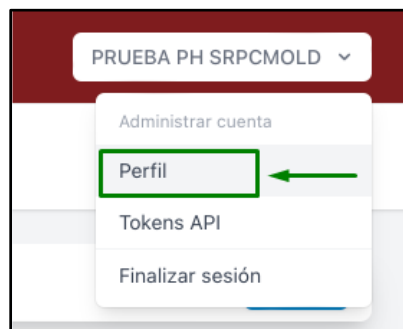 PRUEBA PH SRPCMOLD
Administrar cuenta
Perfil
Tokens API
Finalizar sesión